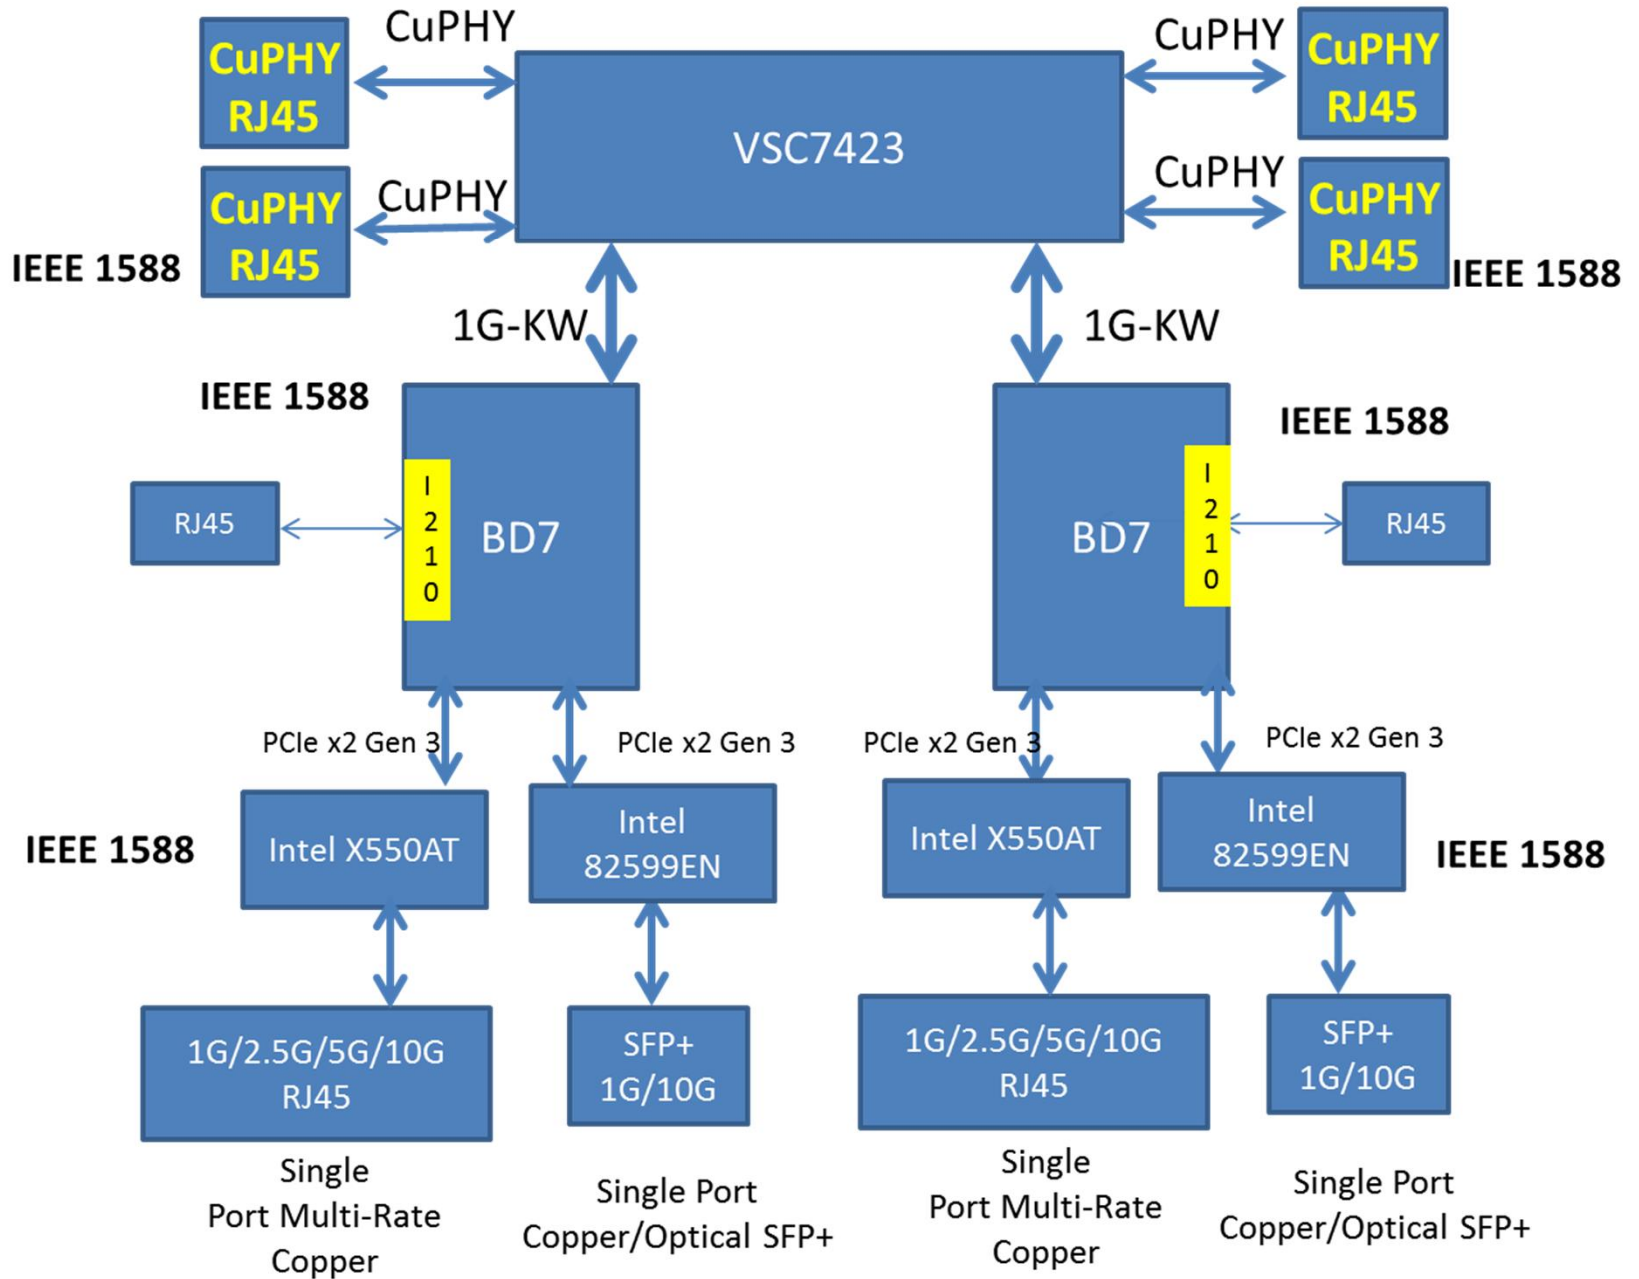 CuPHY
RJ45
CuPHY
VSC7423
CuPHY
CuPHY
RJ45
CuPHY
RJ45
CuPHY
CuPHY
CuPHY
RJ45
IEEE 1588
IEEE 1588
1G-KW
1G-KW
IEEE 1588
IEEE 1588
RJ45
I
2
1
0
BD7
BD7
I
2
1
0
RJ45
PCIe x2 Gen 3
PCIe x2 Gen 3
PCIe x2 Gen 3
PCIe x2 Gen 3
IEEE 1588
Intel X550AT
Intel
82599EN
Intel X550AT
Intel
82599EN
IEEE 1588
1G/2.5G/5G/10G
RJ45
SFP+
1G/10G
1G/2.5G/5G/10G
RJ45
SFP+
1G/10G
Single
Port Multi-Rate
Copper
Single Port
Copper/Optical SFP+
Single
Port Multi-Rate
Copper
Single Port
Copper/Optical SFP+